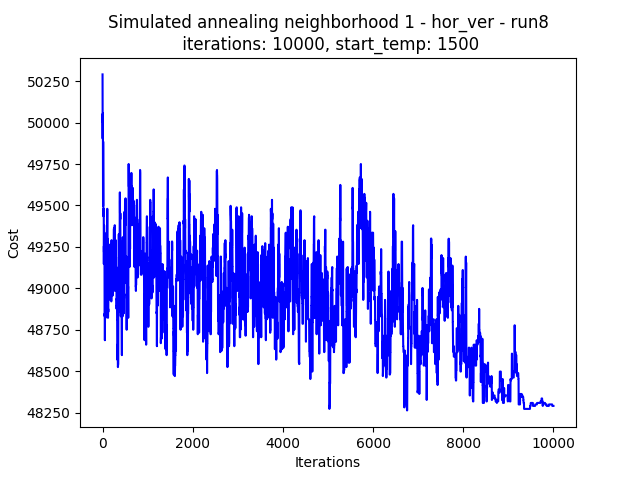 Simulated annealing neighborhood 1 - hor_ver - run8
iterations: 10000, start_temp: 1500
50250
50000
49750
49500
49250
49000
48750
48500
48250
Cost
0 2000 4000 6000 8000 10000
Iterations